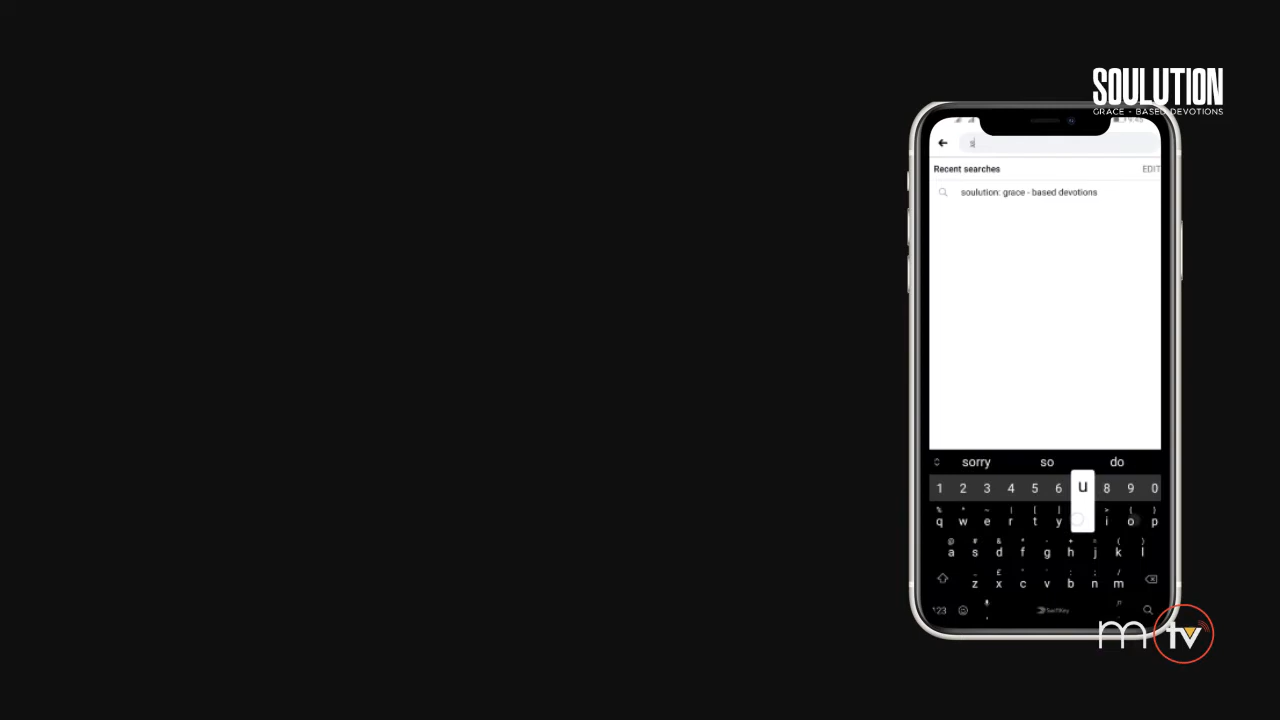 SOULUTION
GRACE - BASED DEVOTIONS
s
Recent searches EDIT
soulution: grace - based devotions
sorry so do
1 2 3 4 5 6 u 8 9 0
q w e r t y i o p
a s d f g h j k l
z x c v b n m
123 SwiftKey
m tv